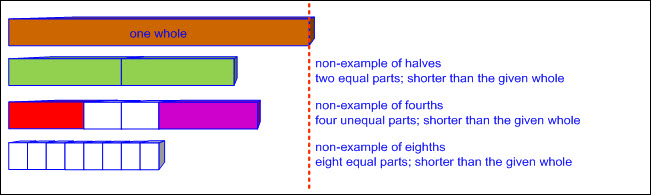 one whole
non-example of halves
two equal parts; shorter than the given whole
non-example of fourths
four unequal parts; shorter than the given whole
non-example of eighths
eight equal parts; shorter than the given whole